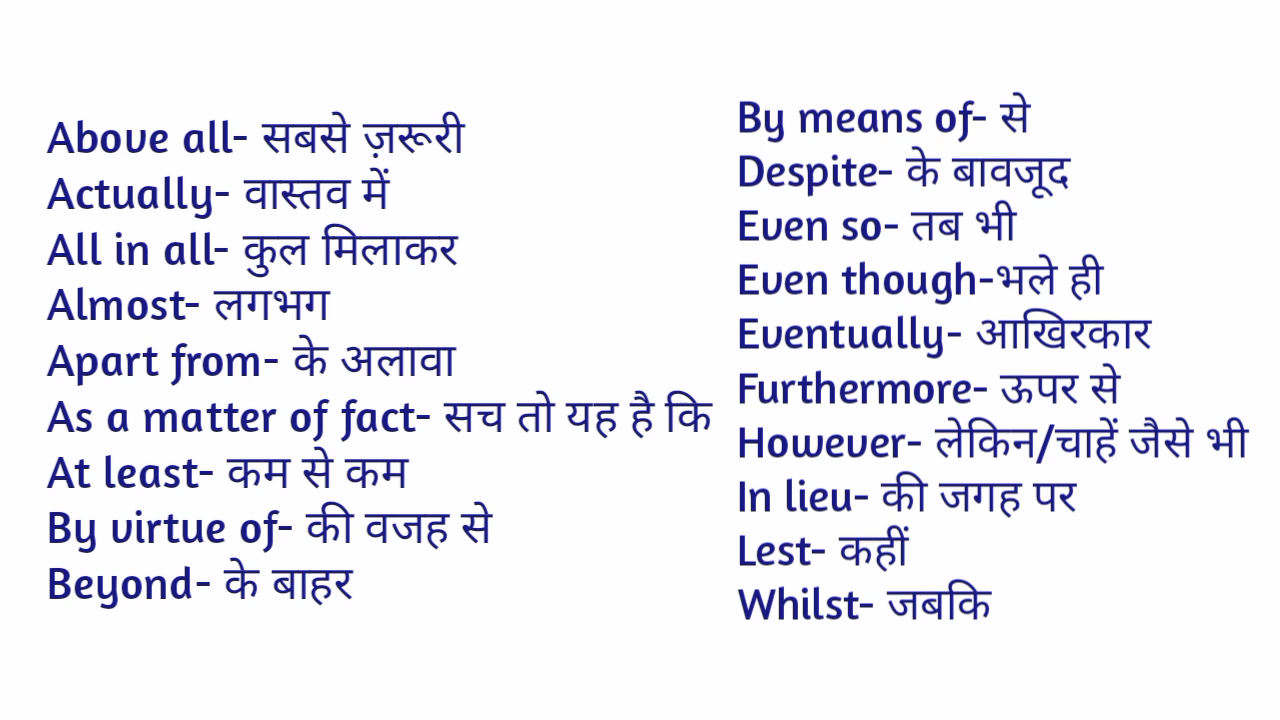 Above all- सबसे ज़रूरी
Actually- वास्तव में
All in all- कुल मिलाकर
Almost- लगभग
Apart from- के अलावा
As a matter of fact- सच तो यह है कि
At least- कम से कम
By virtue of- की वजह से
Beyond- के बाहर
By means of- से
Despite- के बावजूद
Even so- तब भी
Even though-भले ही
Eventually- आखिरकार
Furthermore- ऊपर से
However- लेकिन/चाहें जैसे भी
In lieu- की जगह पर
Lest- कहीं
Whilst- जबकि